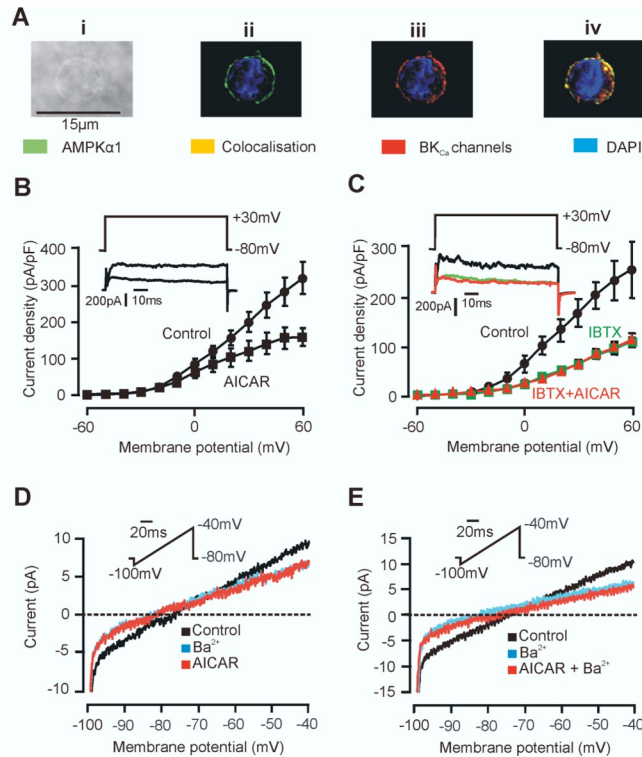 A
i
ii
iii
iv
15µm
AMPKα1
Colocalisation
BKCa channels
DAPI
B
+30mV
-80mV
400
300
200
100
0
Current density (pA/pF)
200pA
10ms
Control
AICAR
-60
0
60
Membrane potential (mV)
C
+30mV
-80mV
300
200
100
0
Current density (pA/pF)
200pA
10ms
Control
IBTX
IBTX+AICAR
-60
0
60
Membrane potential (mV)
D
20ms
-40mV
-80mV
-100mV
10
5
0
-5
-10
Current (pA)
Control
Ba²⁺
AICAR
-100 -90 -80 -70 -60 -50 -40
Membrane potential (mV)
E
20ms
-40mV
-80mV
-100mV
15
10
5
0
-5
-10
-15
Current (pA)
Control
Ba²⁺
AICAR + Ba²⁺
-100 -90 -80 -70 -60 -50 -40
Membrane potential (mV)